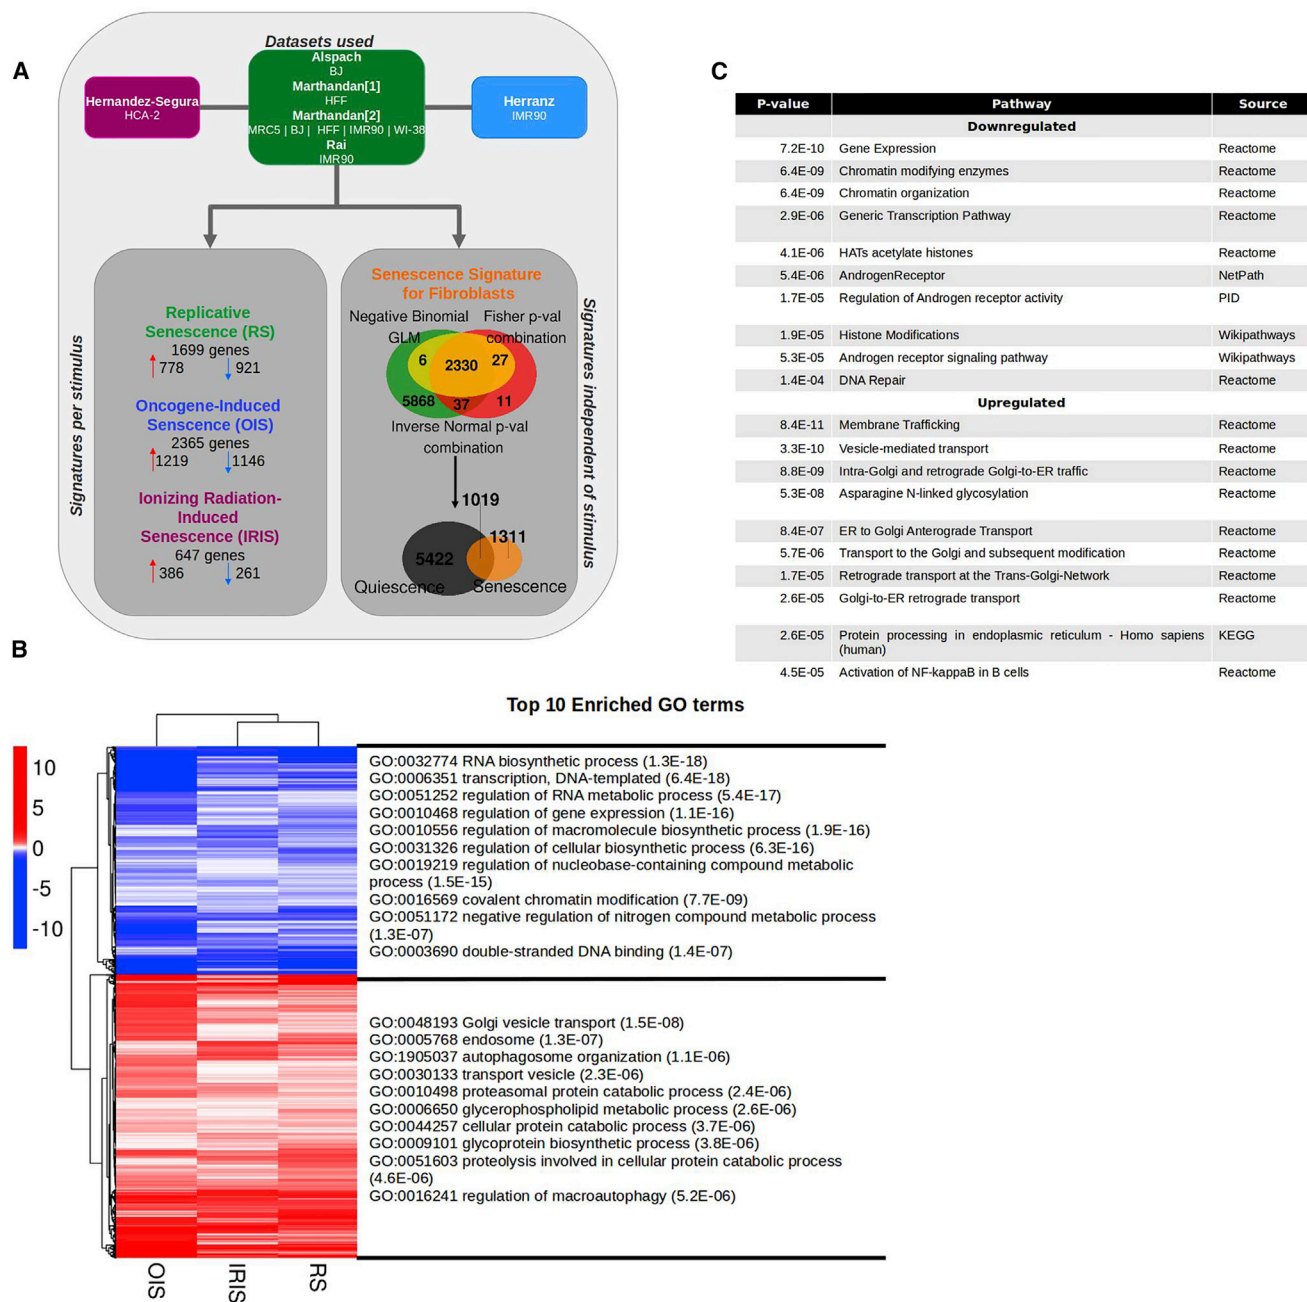 A
Datasets used
Hernandez-Segura
HCA-2
Alspach
BJ
Marthandan[1]
HFF
Marthandan[2]
MRC5 | BJ | HFF | IMR90 | WI-38
Rai
IMR90
Herranz
IMR90
Signatures per stimulus
Replicative
Senescence (RS)
1699 genes
778 921
Oncogene-Induced
Senscence (OIS)
2365 genes
1219 1146
Ionizing Radiation-
Induced
Senescence (IRIS)
647 genes
386 261
Senescence Signature
for Fibroblasts
Negative Binomial Fisher p-val
GLM combination
6 2330 27
5868 37 11
Inverse Normal p-val
combination
1019
1311
5422
Quiescence Senescence
Signatures independent of stimulus
C
P-value Pathway Source
Downregulated
7.2E-10 Gene Expression Reactome
6.4E-09 Chromatin modifying enzymes Reactome
6.4E-09 Chromatin organization Reactome
2.9E-06 Generic Transcription Pathway Reactome
4.1E-06 HATs acetylate histones Reactome
5.4E-06 AndrogenReceptor NetPath
1.7E-05 Regulation of Androgen receptor activity PID
1.9E-05 Histone Modifications Wikipathways
5.3E-05 Androgen receptor signaling pathway Wikipathways
1.4E-04 DNA Repair Reactome
Upregulated
8.4E-11 Membrane Trafficking Reactome
3.3E-10 Vesicle-mediated transport Reactome
8.8E-09 Intra-Golgi and retrograde Golgi-to-ER traffic Reactome
5.3E-08 Asparagine N-linked glycosylation Reactome
8.4E-07 ER to Golgi Anterograde Transport Reactome
5.7E-06 Transport to the Golgi and subsequent modification Reactome
1.7E-05 Retrograde transport at the Trans-Golgi-Network Reactome
2.6E-05 Golgi-to-ER retrograde transport Reactome
2.6E-05 Protein processing in endoplasmic reticulum - Homo sapiens KEGG
(human)
4.5E-05 Activation of NF-kappaB in B cells Reactome
B
Top 10 Enriched GO terms
10
5
0
-5
-10
GO:0032774 RNA biosynthetic process (1.3E-18)
GO:0006351 transcription, DNA-templated (6.4E-18)
GO:0051252 regulation of RNA metabolic process (5.4E-17)
GO:0010468 regulation of gene expression (1.1E-16)
GO:0010556 regulation of macromolecule biosynthetic process (1.9E-16)
GO:0031326 regulation of cellular biosynthetic process (6.3E-16)
GO:0019219 regulation of nucleobase-containing compound metabolic
process (1.5E-15)
GO:0016569 covalent chromatin modification (7.7E-09)
GO:0051172 negative regulation of nitrogen compound metabolic process
(1.3E-07)
GO:0003690 double-stranded DNA binding (1.4E-07)
GO:0048193 Golgi vesicle transport (1.5E-08)
GO:0005768 endosome (1.3E-07)
GO:1905037 autophagosome organization (1.1E-06)
GO:0030133 transport vesicle (2.3E-06)
GO:0010498 proteasomal protein catabolic process (2.4E-06)
GO:0006650 glycerophospholipid metabolic process (2.6E-06)
GO:0044257 cellular protein catabolic process (3.7E-06)
GO:0009101 glycoprotein biosynthetic process (3.8E-06)
GO:0051603 proteolysis involved in cellular protein catabolic process
(4.6E-06)
GO:0016241 regulation of macroautophagy (5.2E-06)
OIS
IRIS
RS